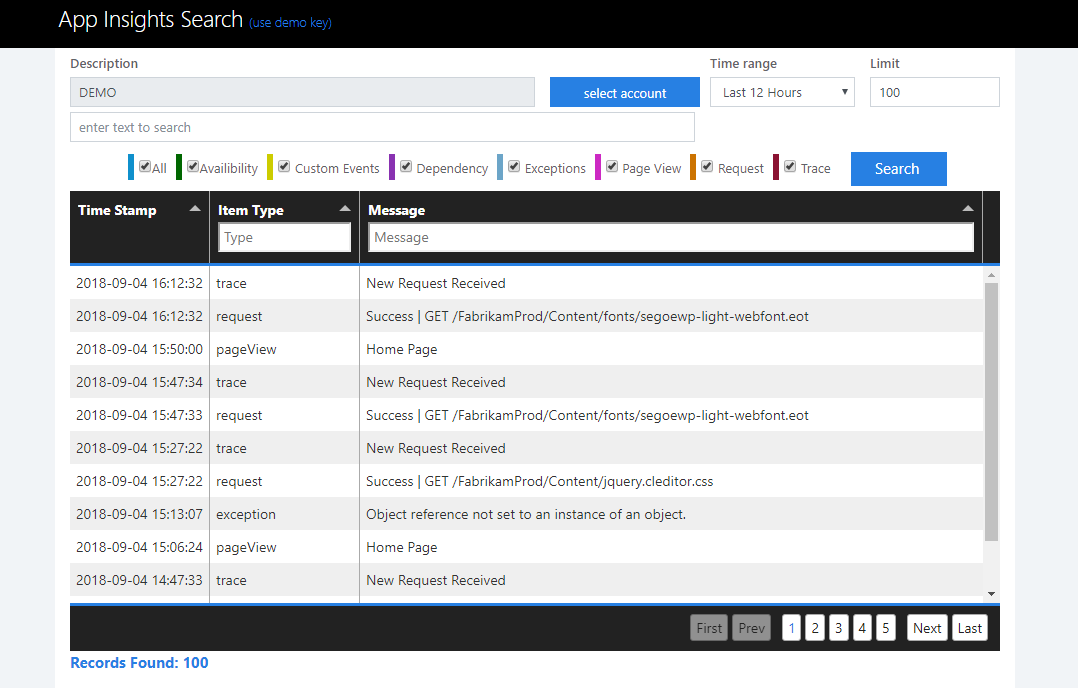 App Insights Search (use demo key)
Description Time range Limit
DEMO select account Last 12 Hours 100
enter text to search
All Availibility Custom Events Dependency Exceptions Page View Request Trace Search
Time Stamp Item Type Message
Type Message
2018-09-04 16:12:32 trace New Request Received
2018-09-04 16:12:32 request Success | GET /FabrikamProd/Content/fonts/segoewp-light-webfont.eot
2018-09-04 15:50:00 pageView Home Page
2018-09-04 15:47:34 trace New Request Received
2018-09-04 15:47:33 request Success | GET /FabrikamProd/Content/fonts/segoewp-light-webfont.eot
2018-09-04 15:27:22 trace New Request Received
2018-09-04 15:27:22 request Success | GET /FabrikamProd/Content/jquery.cleditor.css
2018-09-04 15:13:07 exception Object reference not set to an instance of an object.
2018-09-04 15:06:24 pageView Home Page
2018-09-04 14:47:33 trace New Request Received
First Prev 1 2 3 4 5 Next Last
Records Found: 100